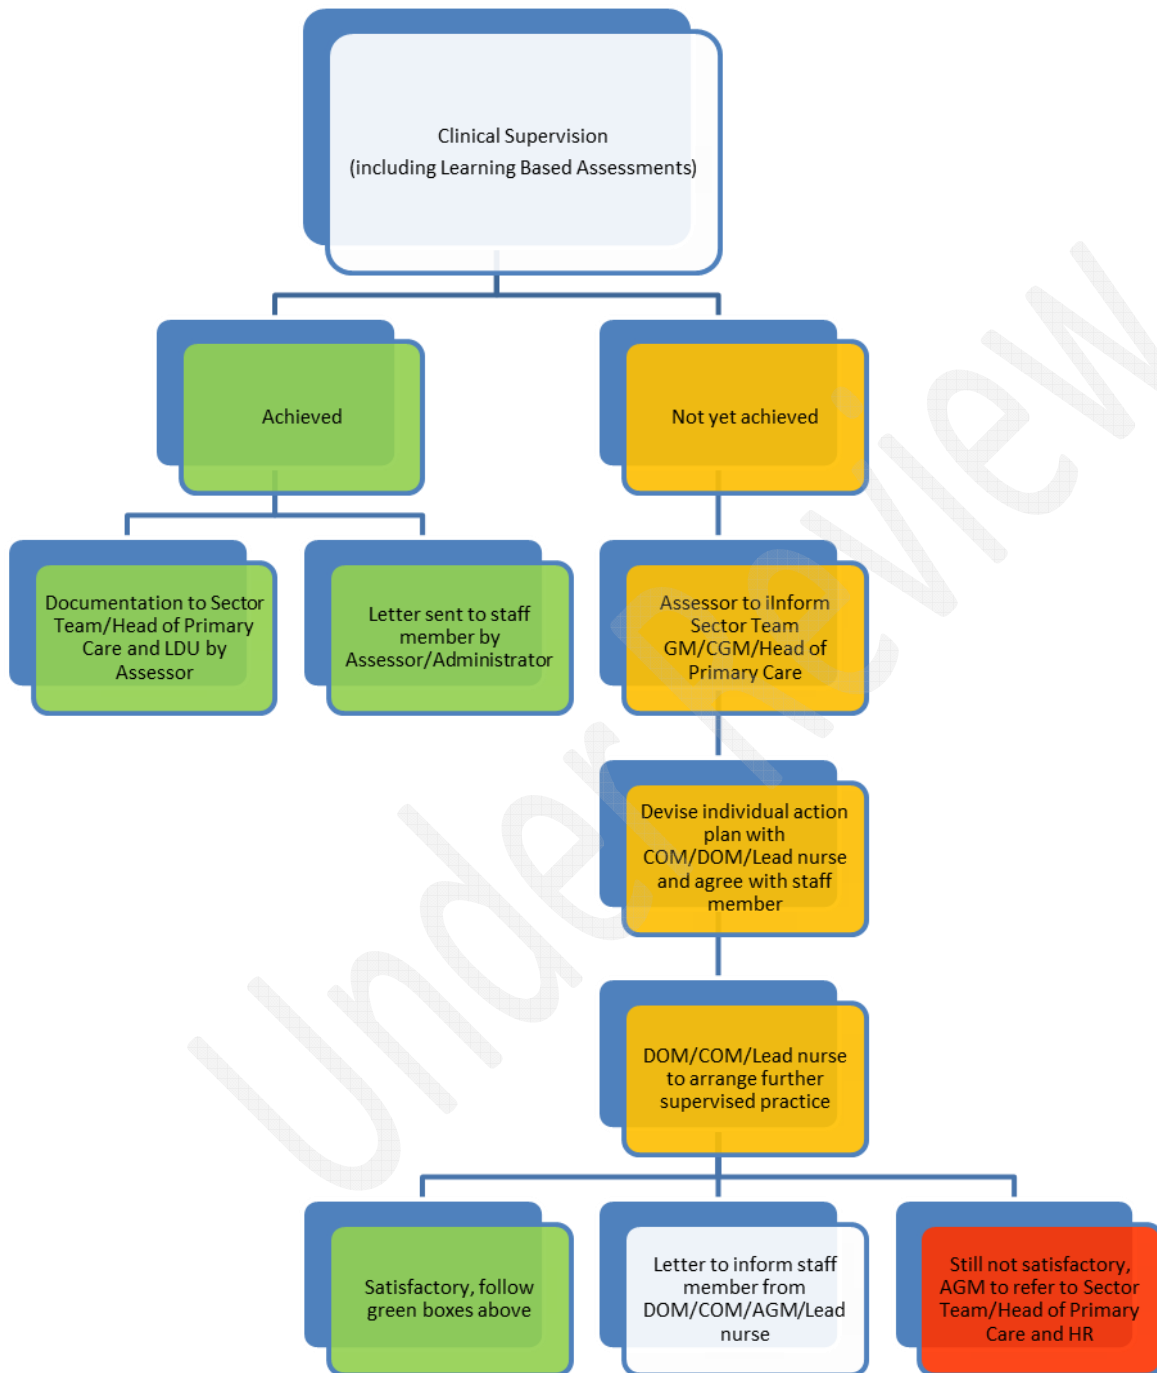 Clinical Supervision
(including Learning Based Assessments)
Achieved
Not yet achieved
Documentation to Sector
Team/Head of Primary
Care and LDU by
Assessor
Letter sent to staff
member by
Assessor/Administrator
Assessor to iInform
Sector Team
GM/CGM/Head of
Primary Care
Devise individual action
plan with
COM/DOM/Lead nurse
and agree with staff
member
DOM/COM/Lead nurse
to arrange further
supervised practice
Satisfactory, follow
green boxes above
Letter to inform staff
member from
DOM/COM/AGM/Lead
nurse
Still not satisfactory,
AGM to refer to Sector
Team/Head of Primary
Care and HR
Under Review